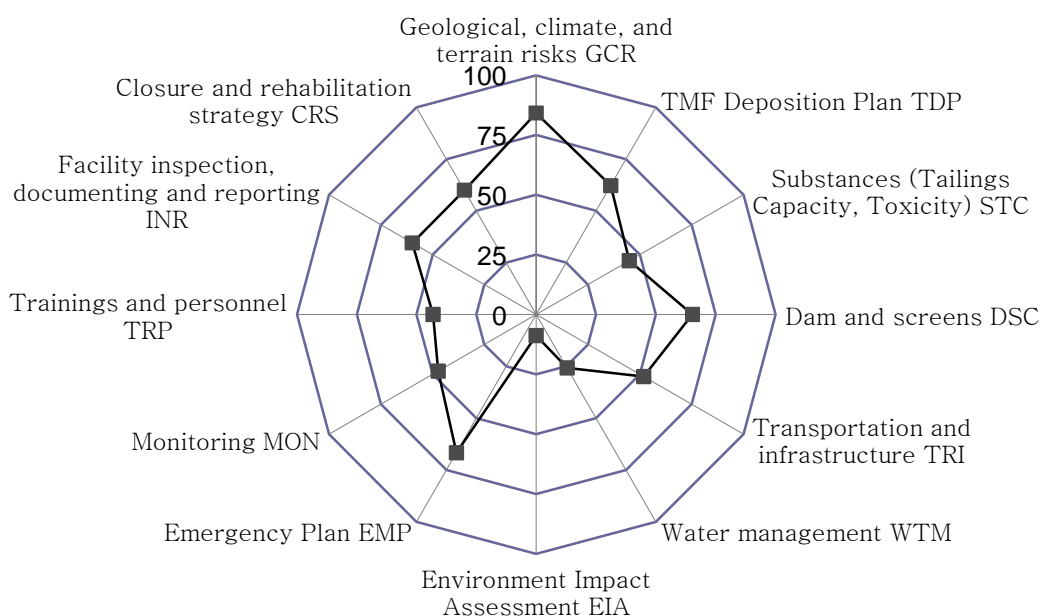 Geological, climate, and
terrain risks GCR
TMF Deposition Plan TDP
Substances (Tailings
Capacity, Toxicity) STC
Dam and screens DSC
Transportation and
infrastructure TRI
Water management WTM
Environment Impact
Assessment EIA
Emergency Plan EMP
Monitoring MON
Trainings and personnel
TRP
Facility inspection,
documenting and reporting
INR
Closure and rehabilitation
strategy CRS
100
75
50
25
0